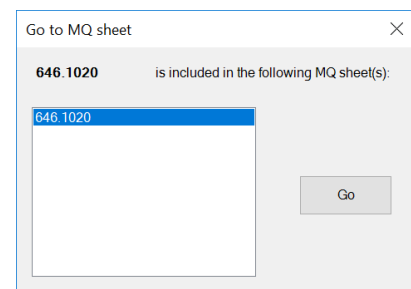 Go to MQ sheet
646.1020 is included in the following MQ sheet(s):
646.1020
Go